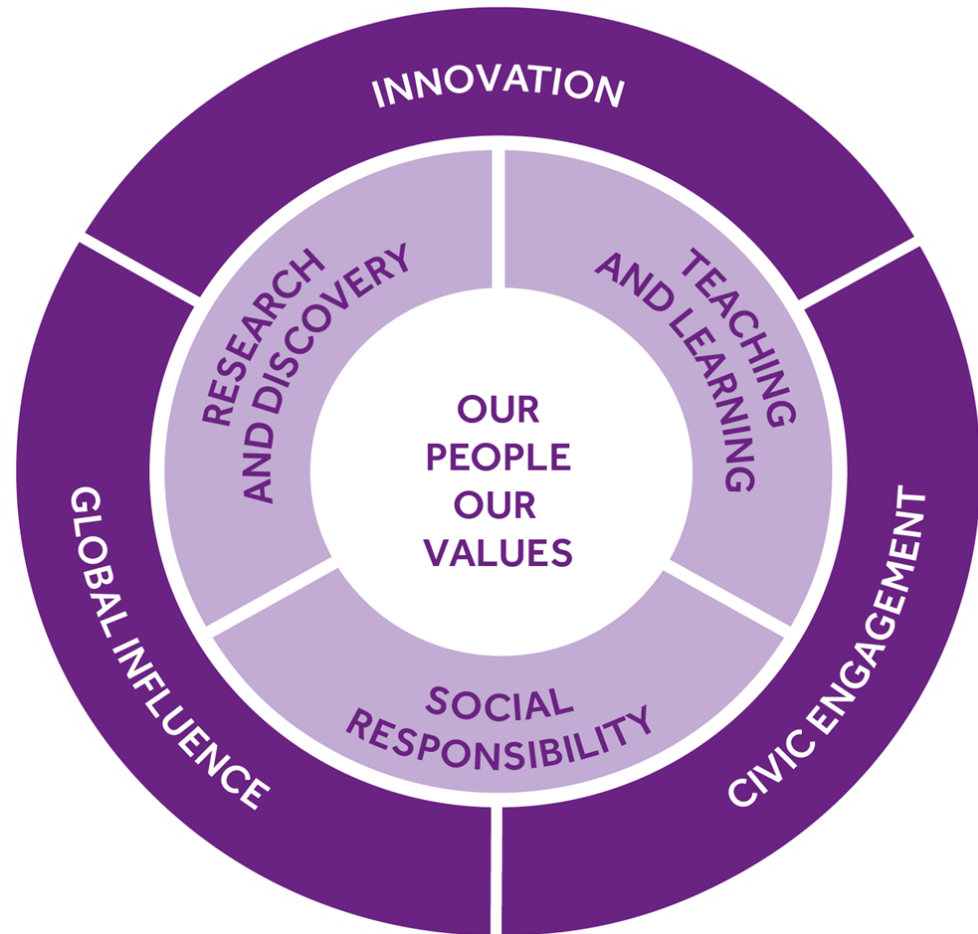 INNOVATION
RESEARCH
AND DISCOVERY
TEACHING
AND LEARNING
OUR
PEOPLE
OUR
VALUES
GLOBAL INFLUENCE
CIVIC ENGAGEMENT
SOCIAL
RESPONSIBILITY